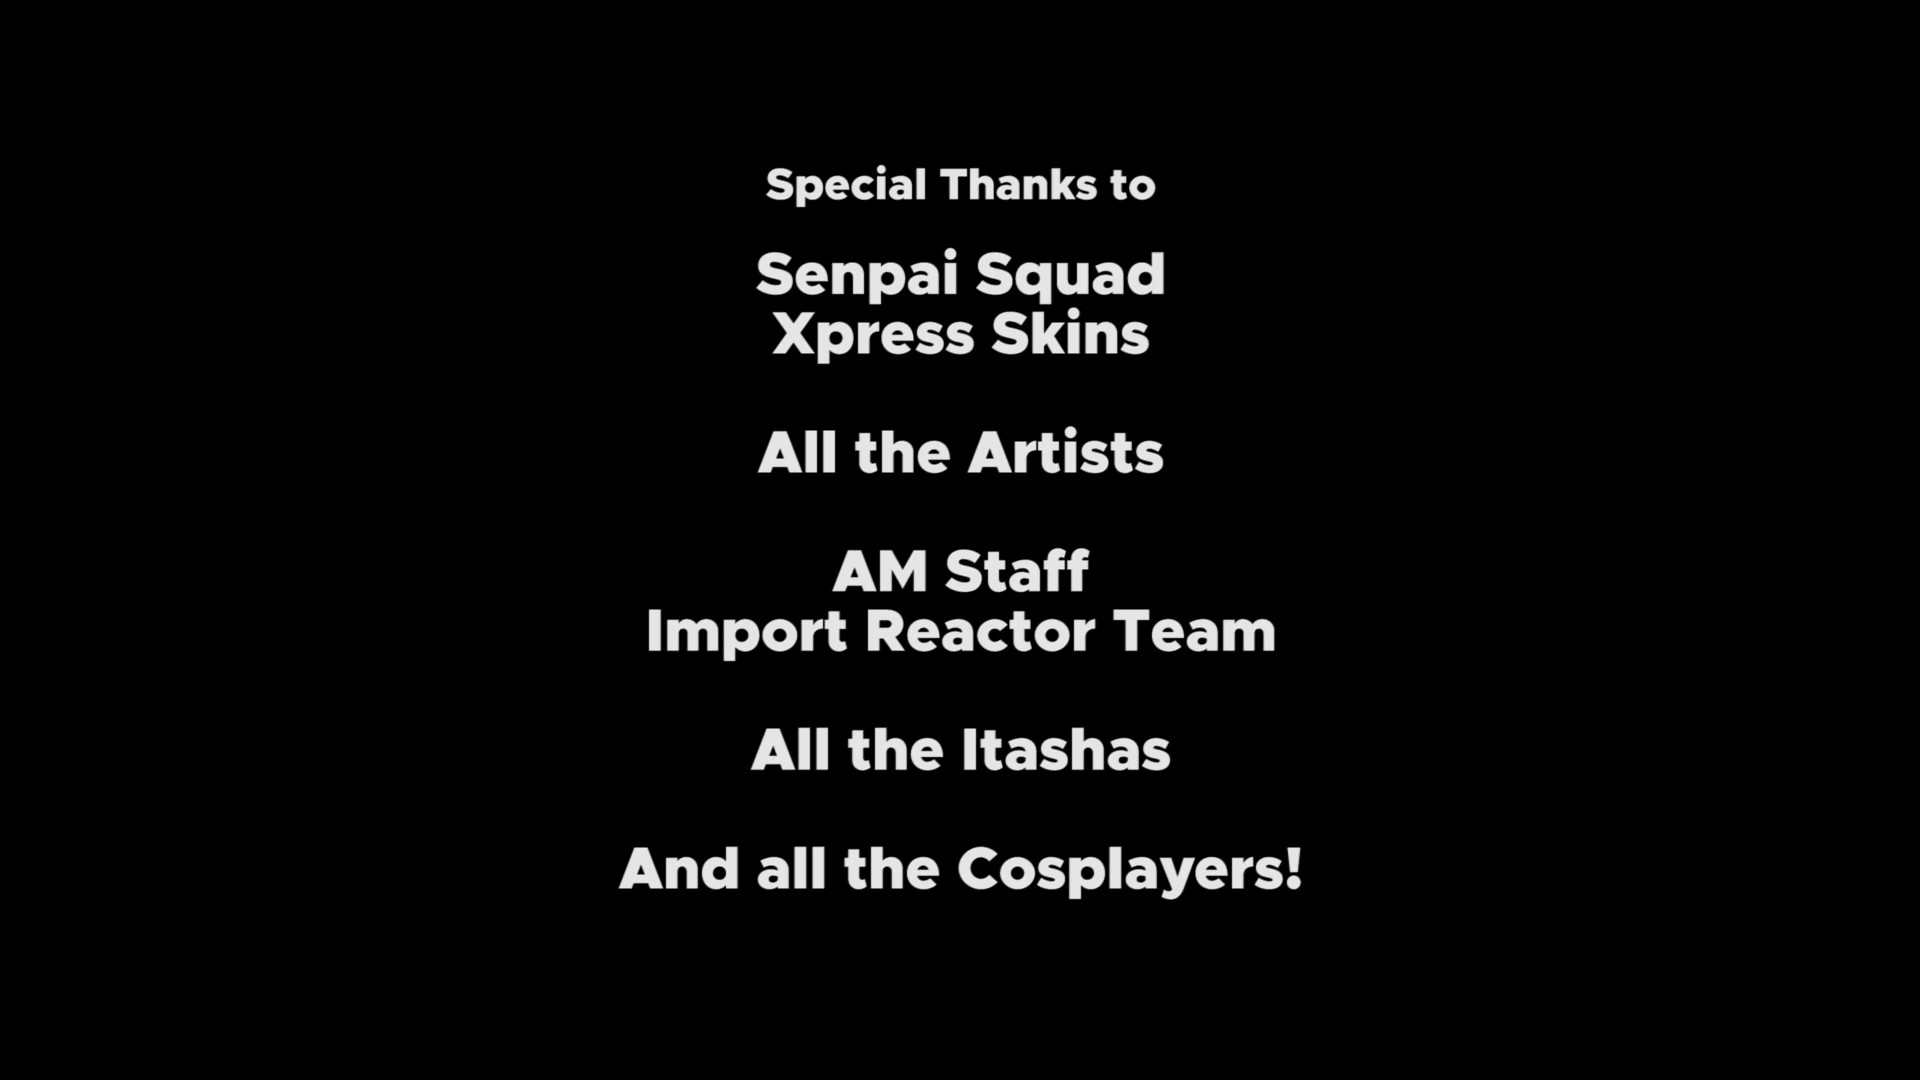 Special Thanks to
Senpai Squad
Xpress Skins
All the Artists
AM Staff
Import Reactor Team
All the Itashas
And all the Cosplayers!